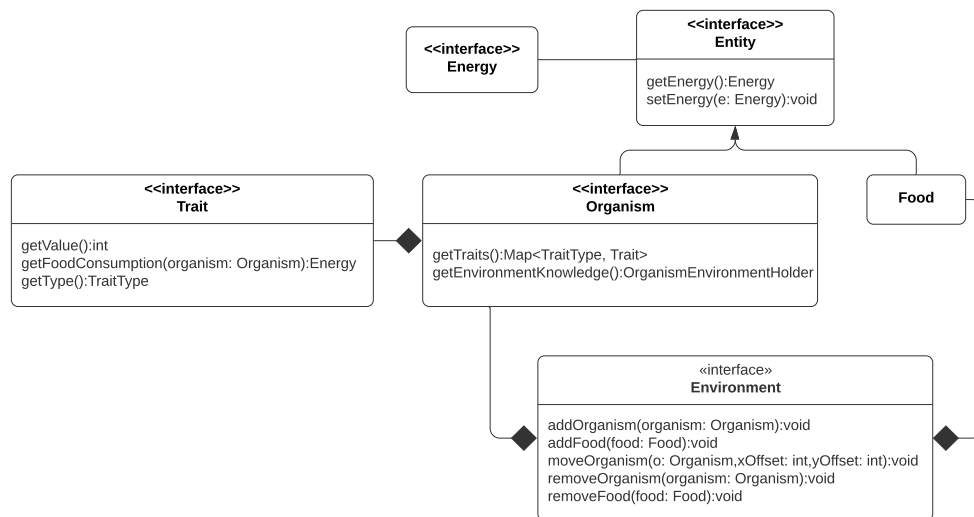 <<interface>>
Energy
<<interface>>
Entity
getEnergy():Energy
setEnergy(e: Energy):void
<<interface>>
Trait
getValue():int
getFoodConsumption(organism: Organism):Energy
getType():TraitType
<<interface>>
Organism
getTraits():Map<TraitType, Trait>
getEnvironmentKnowledge():OrganismEnvironmentHolder
Food
«interface»
Environment
addOrganism(organism: Organism):void
addFood(food: Food):void
moveOrganism(o: Organism,xOffset: int,yOffset: int):void
removeOrganism(organism: Organism):void
removeFood(food: Food):void